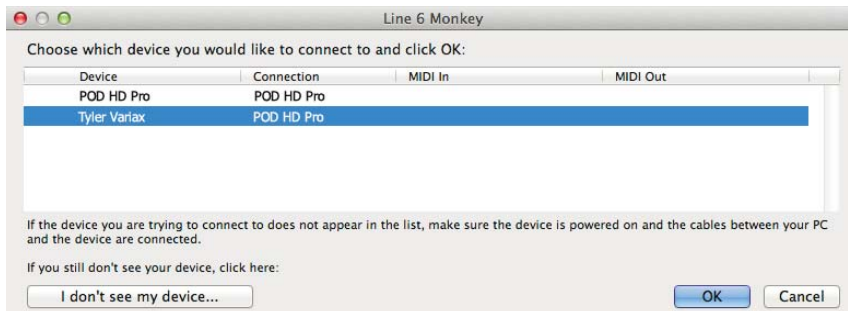 Line 6 Monkey
Choose which device you would like to connect to and click OK:
Device Connection MIDI In MIDI Out
POD HD Pro POD HD Pro
Tyler Variax POD HD Pro
If the device you are trying to connect to does not appear in the list, make sure the device is powered on and the cables between your PC
and the device are connected.
If you still don't see your device, click here:
I don't see my device... OK Cancel